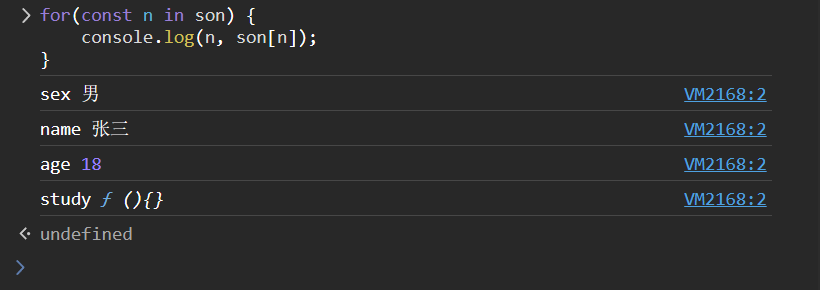 for(const n in son) {
console.log(n, son[n]);
}
sex 男 VM2168:2
name 张三 VM2168:2
age 18 VM2168:2
study ƒ (){} VM2168:2
undefined